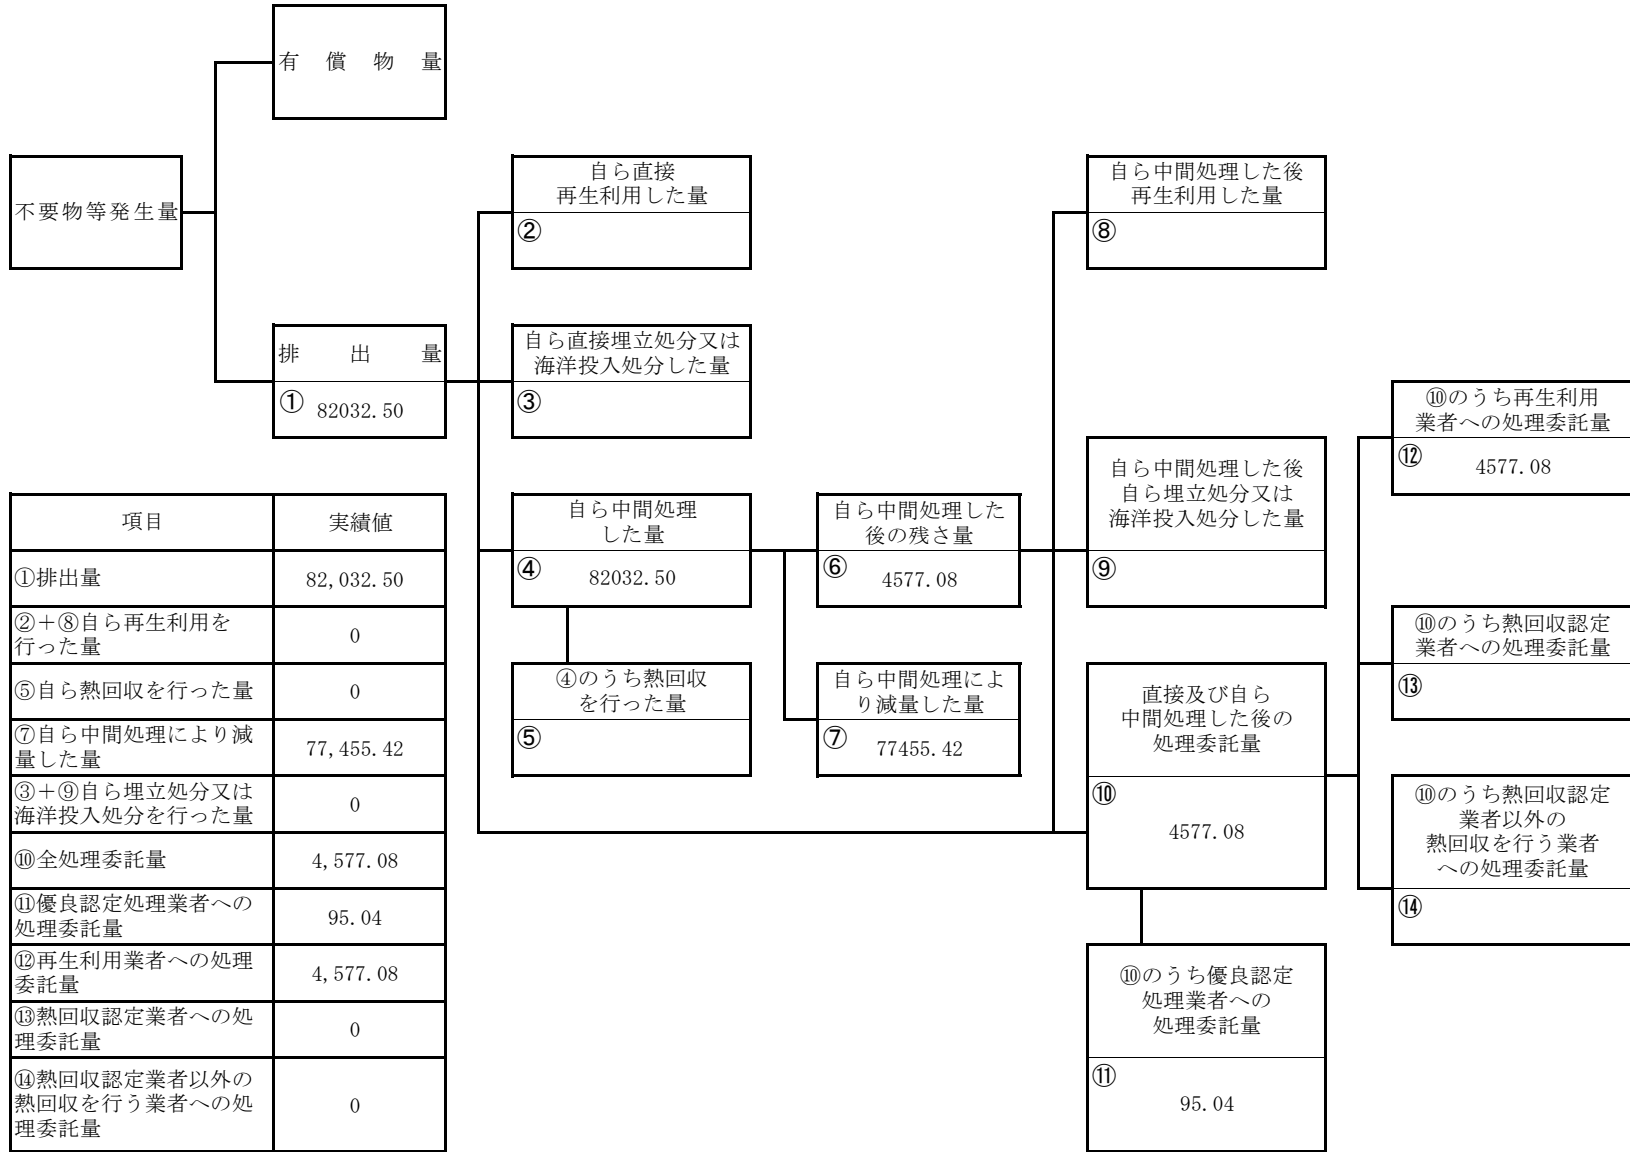 有償物量
不要物等発生量
排出量
① 82032.50
自ら直接
再生利用した量
②
自ら直接埋立処分又は
海洋投入処分した量
③
自ら中間処理
した量
④ 82032.50
④のうち熱回収
を行った量
⑤
自ら中間処理した
後の残さ量
⑥ 4577.08
自ら中間処理によ
り減量した量
⑦ 77455.42
自ら中間処理した後
再生利用した量
⑧
自ら中間処理した後
自ら埋立処分又は
海洋投入処分した量
⑨
直接及び自ら
中間処理した後の
処理委託量
⑩
4577.08
⑩のうち優良認定
処理業者への
処理委託量
⑪
95.04
⑩のうち再生利用
業者への処理委託量
⑫ 4577.08
⑩のうち熱回収認定
業者への処理委託量
⑬
⑩のうち熱回収認定
業者以外の
熱回収を行う業者
への処理委託量
⑭
項目 実績値
①排出量 82,032.50
②＋⑧自ら再生利用を
行った量 0
⑤自ら熱回収を行った量 0
⑦自ら中間処理により減
量した量 77,455.42
③＋⑨自ら埋立処分又は
海洋投入処分を行った量 0
⑩全処理委託量 4,577.08
⑪優良認定処理業者への
処理委託量 95.04
⑫再生利用業者への処理
委託量 4,577.08
⑬熱回収認定業者への処
理委託量 0
⑭熱回収認定業者以外の
熱回収を行う業者への処
理委託量 0